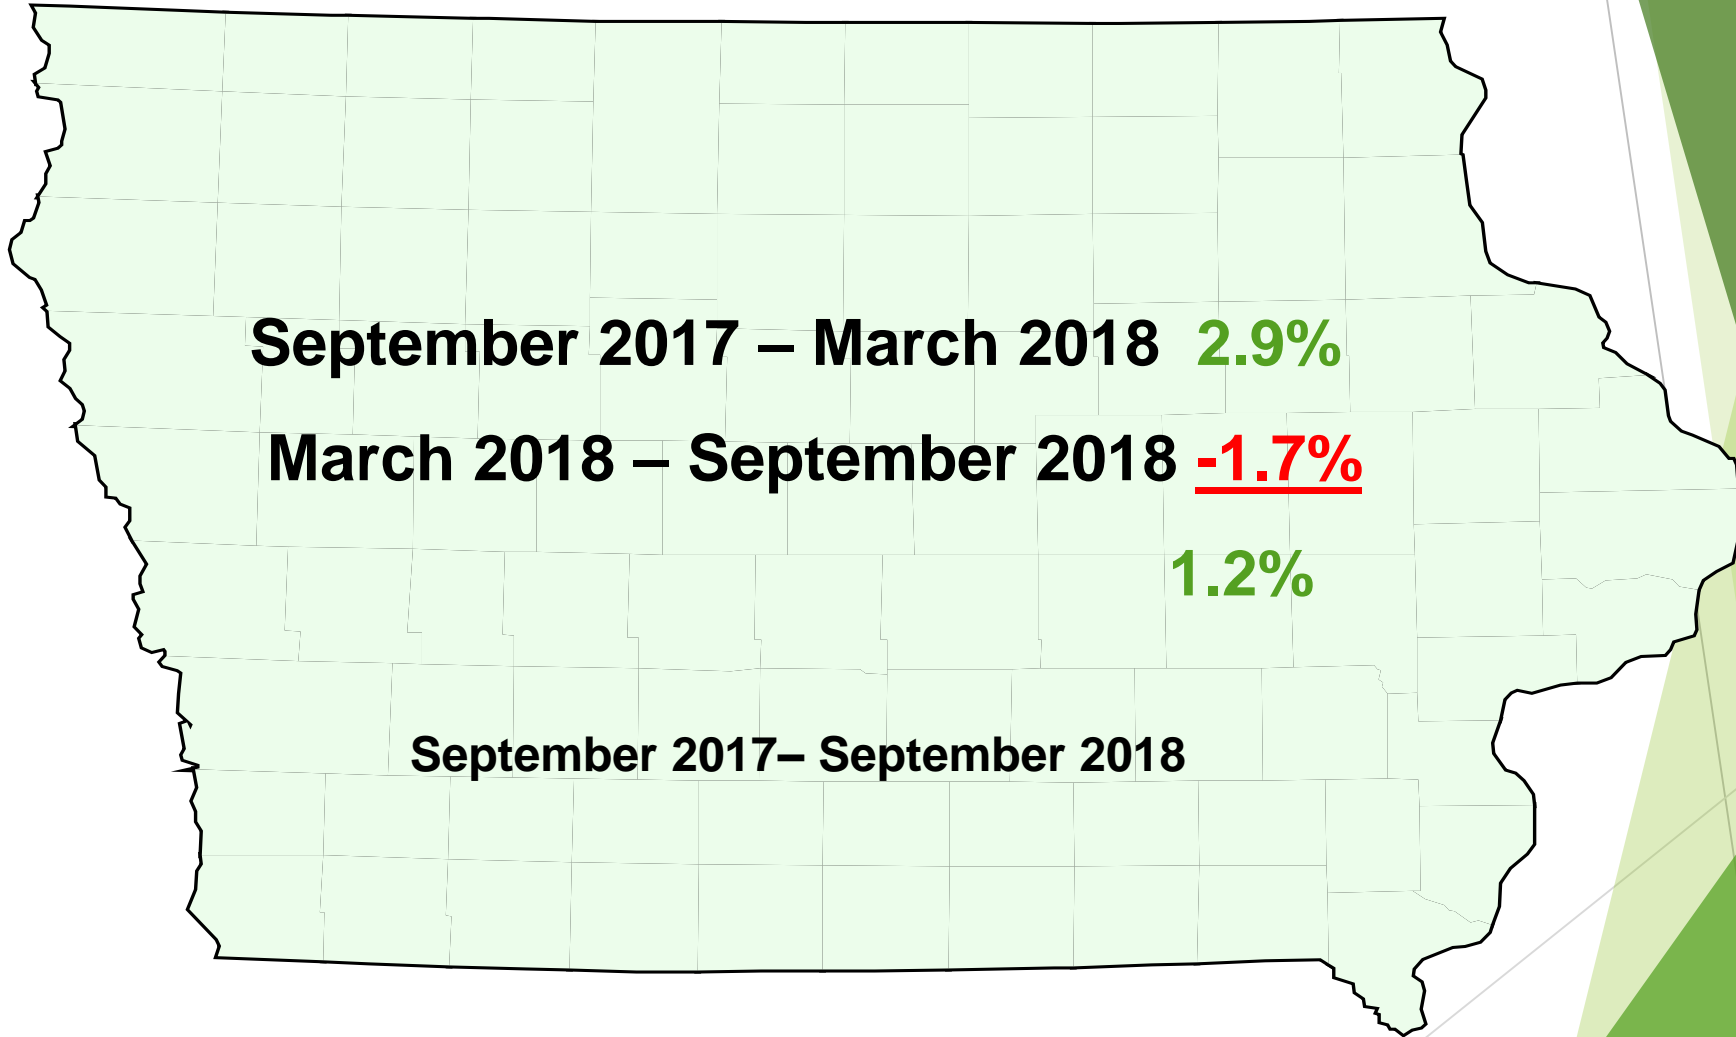 September 2017 – March 2018 2.9%
March 2018 – September 2018 -1.7%
1.2%
September 2017– September 2018